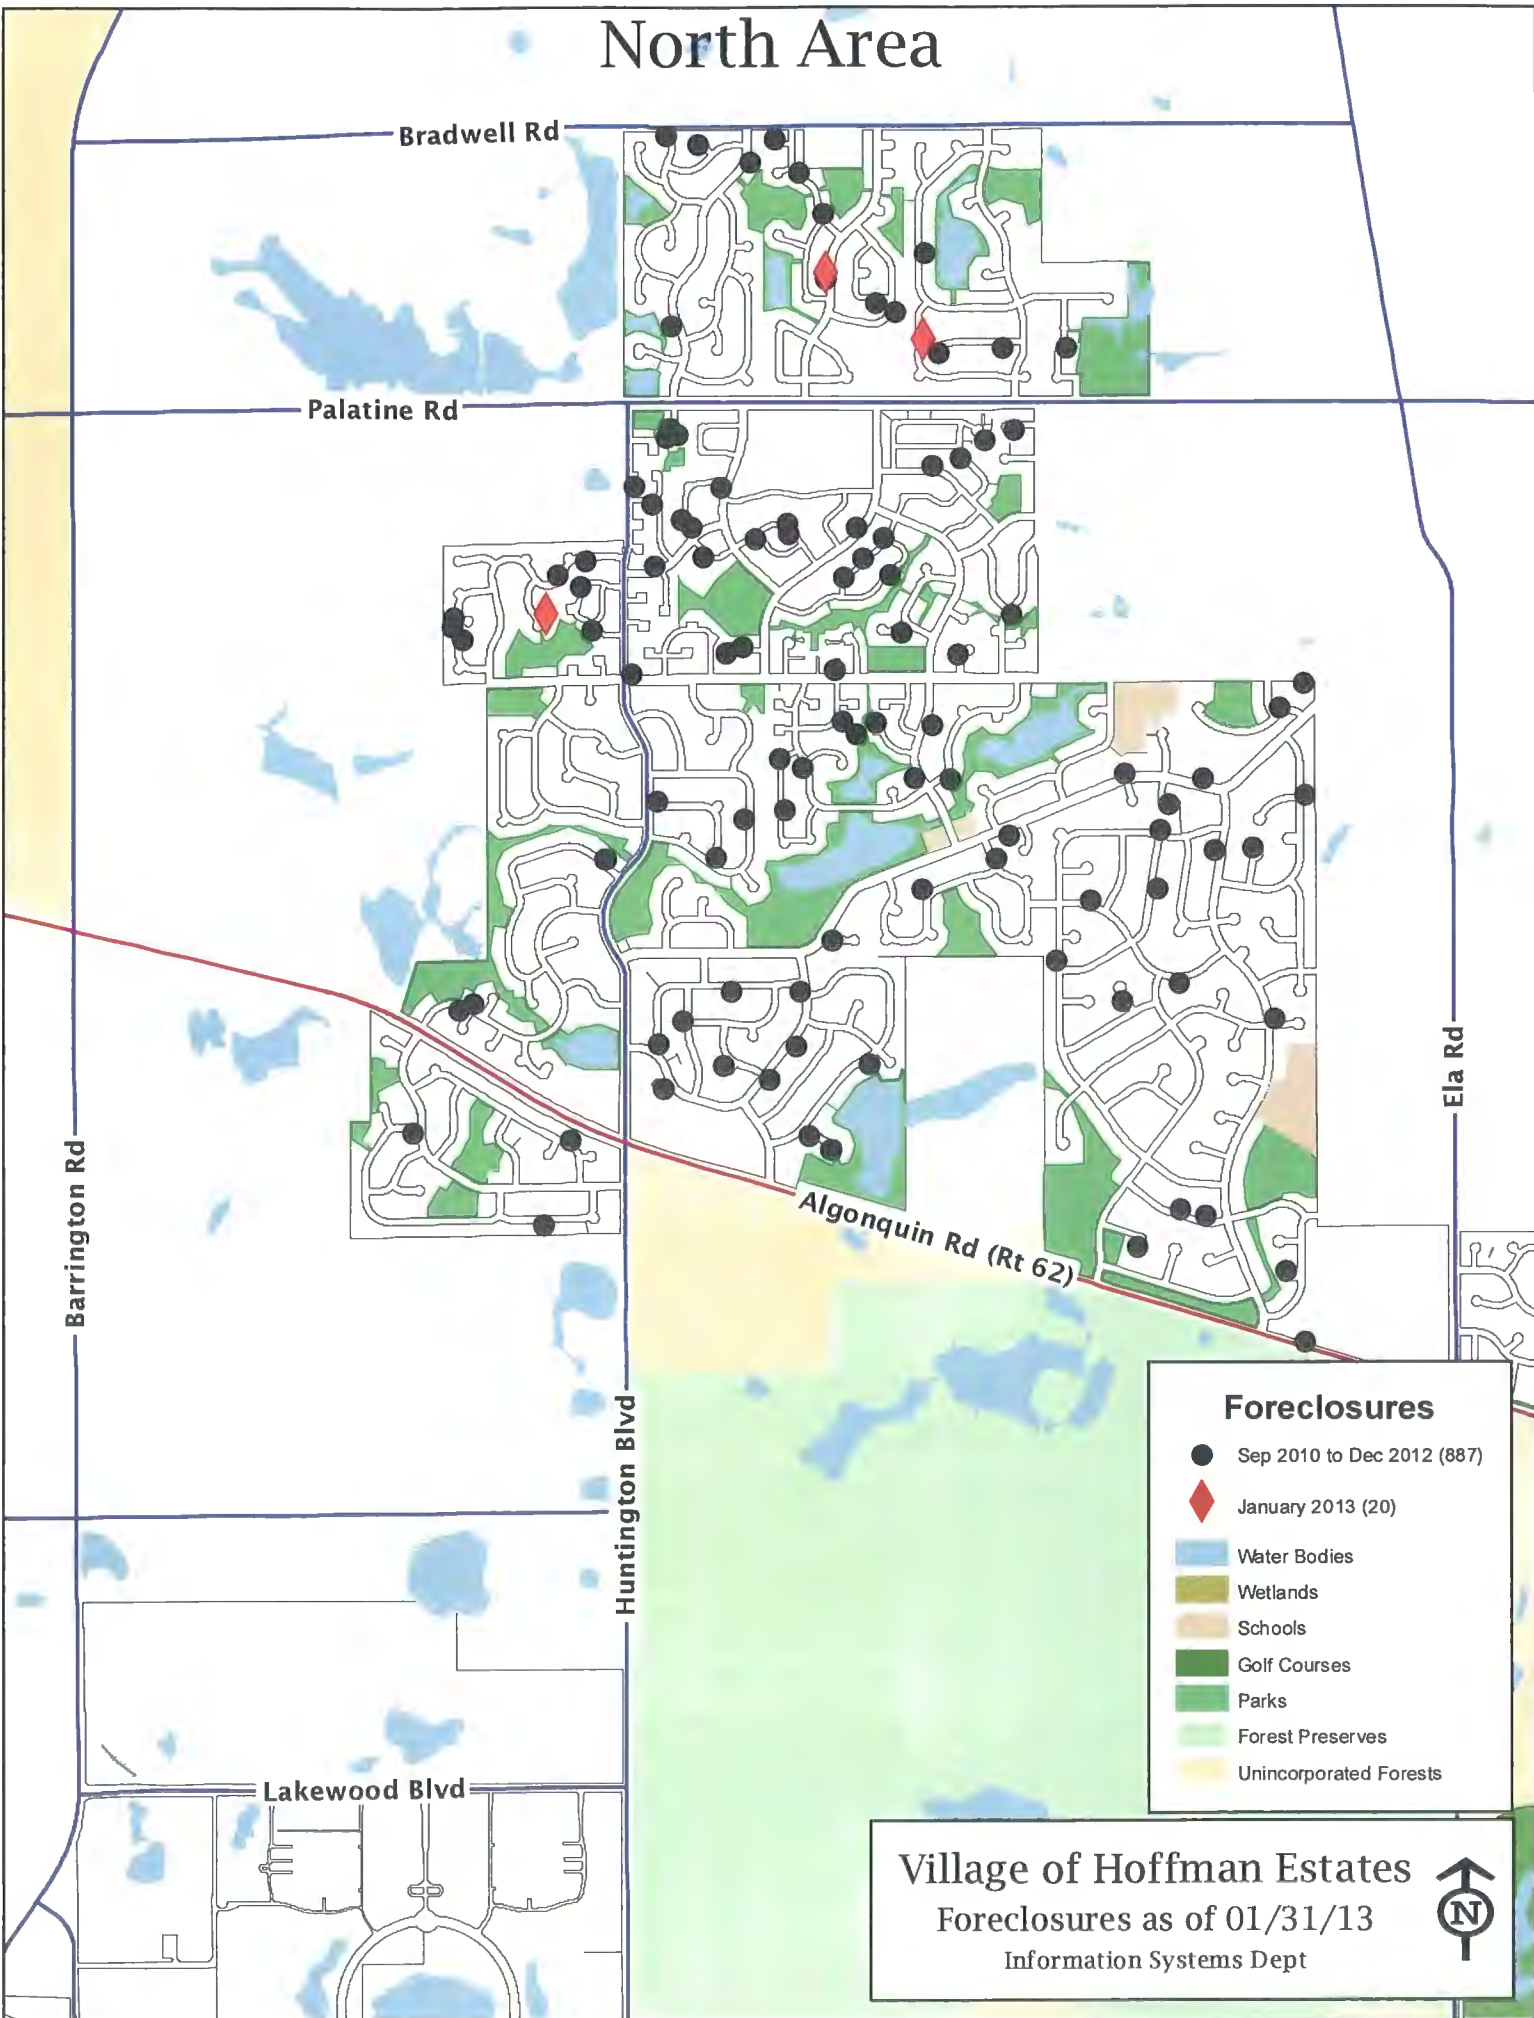 North Area
Bradwell Rd
Palatine Rd
Ela Rd
Barrington Rd
Algonquin Rd (Rt 62)
Huntington Blvd
Lakewood Blvd
Foreclosures
Sep 2010 to Dec 2012 (887)
January 2013 (20)
Water Bodies
Wetlands
Schools
Golf Courses
Parks
Forest Preserves
Unincorporated Forests
Village of Hoffman Estates
Foreclosures as of 01/31/13
Information Systems Dept
N